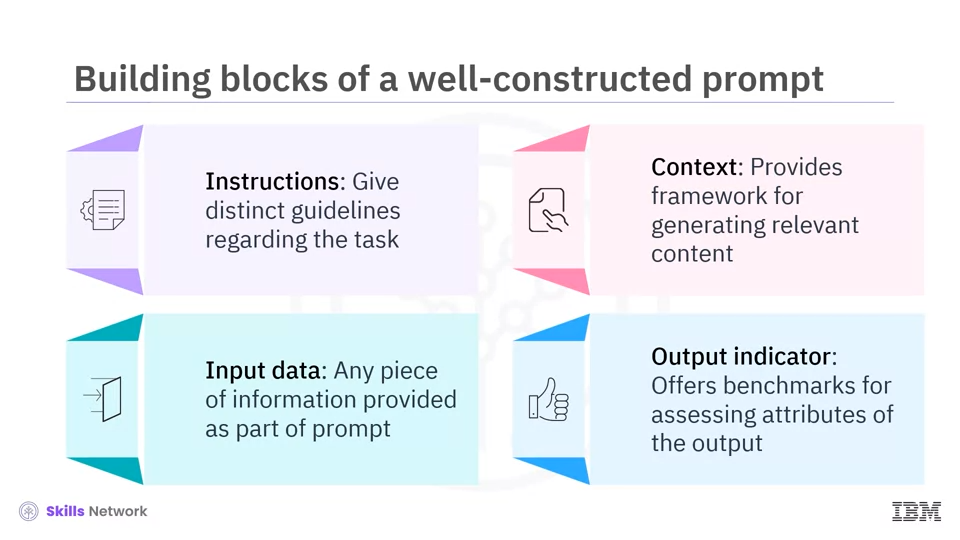 Building blocks of a well-constructed prompt
Instructions: Give
distinct guidelines
regarding the task
Context: Provides
framework for
generating relevant
content
Input data: Any piece
of information provided
as part of prompt
Output indicator:
Offers benchmarks for
assessing attributes of
the output
Skills Network
IBM